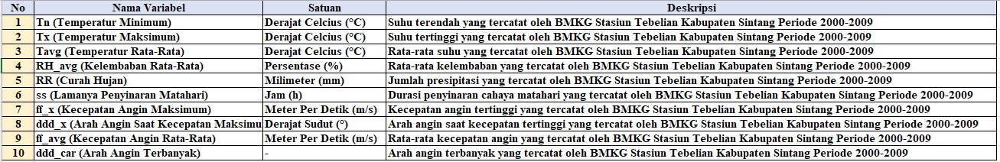 No Nama Variabel Satuan Deskripsi
1 Tn (Temperatur Minimum) Derajat Celcius (°C) Suhu terendah yang tercatat oleh BMKG Stasiun Tebelian Kabupaten Sintang Periode 2000-2009
2 Tx (Temperatur Maksimum) Derajat Celcius (°C) Suhu tertinggi yang tercatat oleh BMKG Stasiun Tebelian Kabupaten Sintang Periode 2000-2009
3 Tavg (Temperatur Rata-Rata) Derajat Celcius (°C) Rata-rata suhu yang tercatat oleh BMKG Stasiun Tebelian Kabupaten Sintang Periode 2000-2009
4 RH_avg (Kelembaban Rata-Rata) Persentase (%) Rata-rata kelembaban yang tercatat oleh BMKG Stasiun Tebelian Kabupaten Sintang Periode 2000-2009
5 RR (Curah Hujan) Milimeter (mm) Jumlah presipitasi yang tercatat oleh BMKG Stasiun Tebelian Kabupaten Sintang Periode 2000-2009
6 ss (Lamanya Penyinaran Matahari) Jam (h) Durasi penyinaran cahaya matahari yang tercatat oleh BMKG Stasiun Tebelian Kabupaten Sintang Periode 2000-2009
7 ff_x (Kecepatan Angin Maksimum) Meter Per Detik (m/s) Kecepatan angin tertinggi yang tercatat oleh BMKG Stasiun Tebelian Kabupaten Sintang Periode 2000-2009
8 ddd_x (Arah Angin Saat Kecepatan Maksimu Derajat Sudut (°) Arah angin saat kecepatan tertinggi yang tercatat oleh BMKG Stasiun Tebelian Kabupaten Sintang Periode 2000-2009
9 ff_avg (Kecepatan Angin Rata-Rata) Meter Per Detik (m/s) Rata-rata kecepatan angin yang tercatat oleh BMKG Stasiun Tebelian Kabupaten Sintang Periode 2000-2009
10 ddd_car (Arah Angin Terbanyak) - Arah angin terbanyak yang tercatat oleh BMKG Stasiun Tebelian Kabupaten Sintang Periode 2000-2009